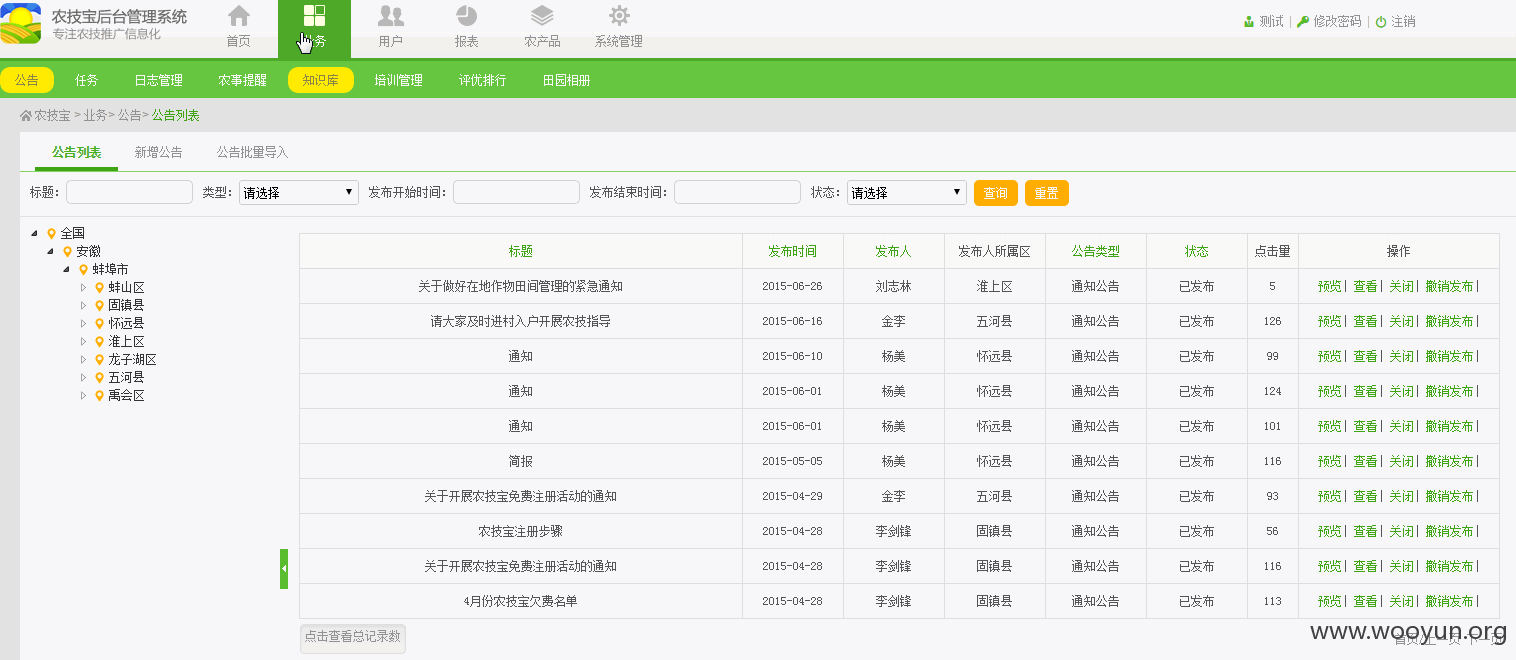 农技宝后台管理系统
专注农技推广信息化
首页 业务 用户 报表 农产品 系统管理
测试 | 修改密码 | 注销
公告 任务 日志管理 农事提醒 知识库 培训管理 评优排行 田园相册
农技宝 > 业务> 公告> 公告列表
公告列表 新增公告 公告批量导入
标题: 类型: 请选择 发布开始时间: 发布结束时间: 状态: 请选择 查询 重置
全国
安徽
蚌埠市
蚌山区
固镇县
怀远县
淮上区
龙子湖区
五河县
禹会区
标题 发布时间 发布人 发布人所属区 公告类型 状态 点击量 操作
关于做好在地作物田间管理的紧急通知 2015-06-26 刘志林 淮上区 通知公告 已发布 5 预览| 查看| 关闭| 撤销发布|
请大家及时进村入户开展农技指导 2015-06-16 金李 五河县 通知公告 已发布 126 预览| 查看| 关闭| 撤销发布|
通知 2015-06-10 杨美 怀远县 通知公告 已发布 99 预览| 查看| 关闭| 撤销发布|
通知 2015-06-01 杨美 怀远县 通知公告 已发布 124 预览| 查看| 关闭| 撤销发布|
通知 2015-06-01 杨美 怀远县 通知公告 已发布 101 预览| 查看| 关闭| 撤销发布|
简报 2015-05-05 杨美 怀远县 通知公告 已发布 116 预览| 查看| 关闭| 撤销发布|
关于开展农技宝免费注册活动的通知 2015-04-29 金李 五河县 通知公告 已发布 93 预览| 查看| 关闭| 撤销发布|
农技宝注册步骤 2015-04-28 李剑锋 固镇县 通知公告 已发布 56 预览| 查看| 关闭| 撤销发布|
关于开展农技宝免费注册活动的通知 2015-04-28 李剑锋 固镇县 通知公告 已发布 116 预览| 查看| 关闭| 撤销发布|
4月份农技宝欠费名单 2015-04-28 李剑锋 固镇县 通知公告 已发布 113 预览| 查看| 关闭| 撤销发布|
点击查看总记录数
首页 上一页 下一页
www.wooyun.org